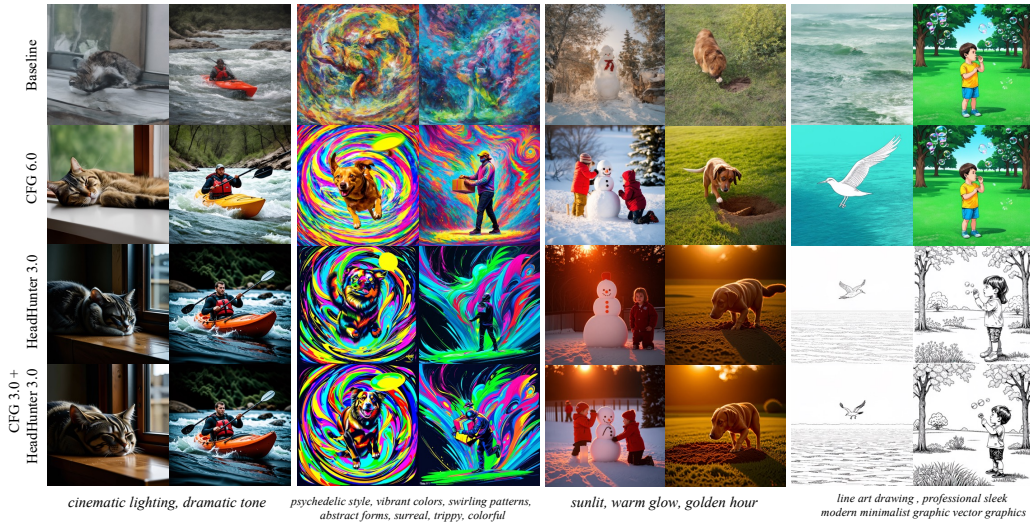 Baseline
CFG 6.0
HeadHunter 3.0
CFG 3.0 +
HeadHunter 3.0
cinematic lighting, dramatic tone
psychedelic style, vibrant colors, swirling patterns,
abstract forms, surreal, trippy, colorful
sunlit, warm glow, golden hour
line art drawing , professional sleek
modern minimalist graphic vector graphics